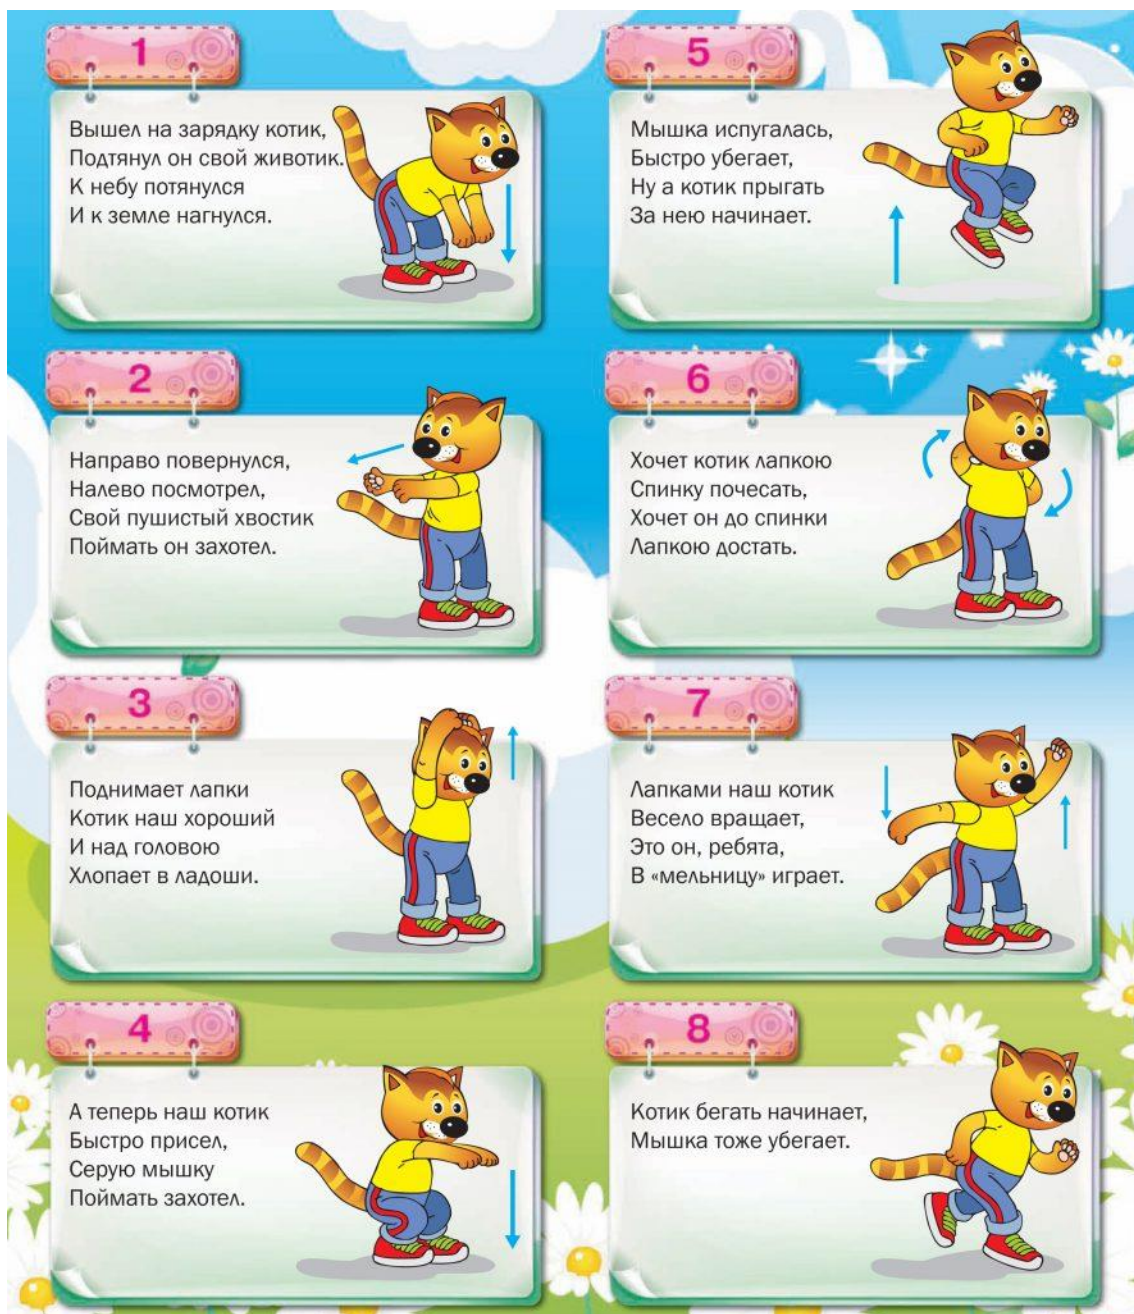 1
Вышел на зарядку котик,
Подтянул он свой животик.
К небу потянулся
И к земле нагнулся.
2
Направо повернулся,
Налево посмотрел,
Свой пушистый хвостик
Поймать он захотел.
3
Поднимает лапки
Котик наш хороший
И над головою
Хлопает в ладоши.
4
А теперь наш котик
Быстро присел,
Серую мышку
Поймать захотел.
5
Мышка испугалась,
Быстро убегает,
Ну а котик прыгать
За нею начинает.
6
Хочет котик лапкою
Спинку почесать,
Хочет он до спинки
Лапкою достать.
7
Лапками наш котик
Весело вращает,
Это он, ребята,
В «мельницу» играет.
8
Котик бегать начинает,
Мышка тоже убегает.